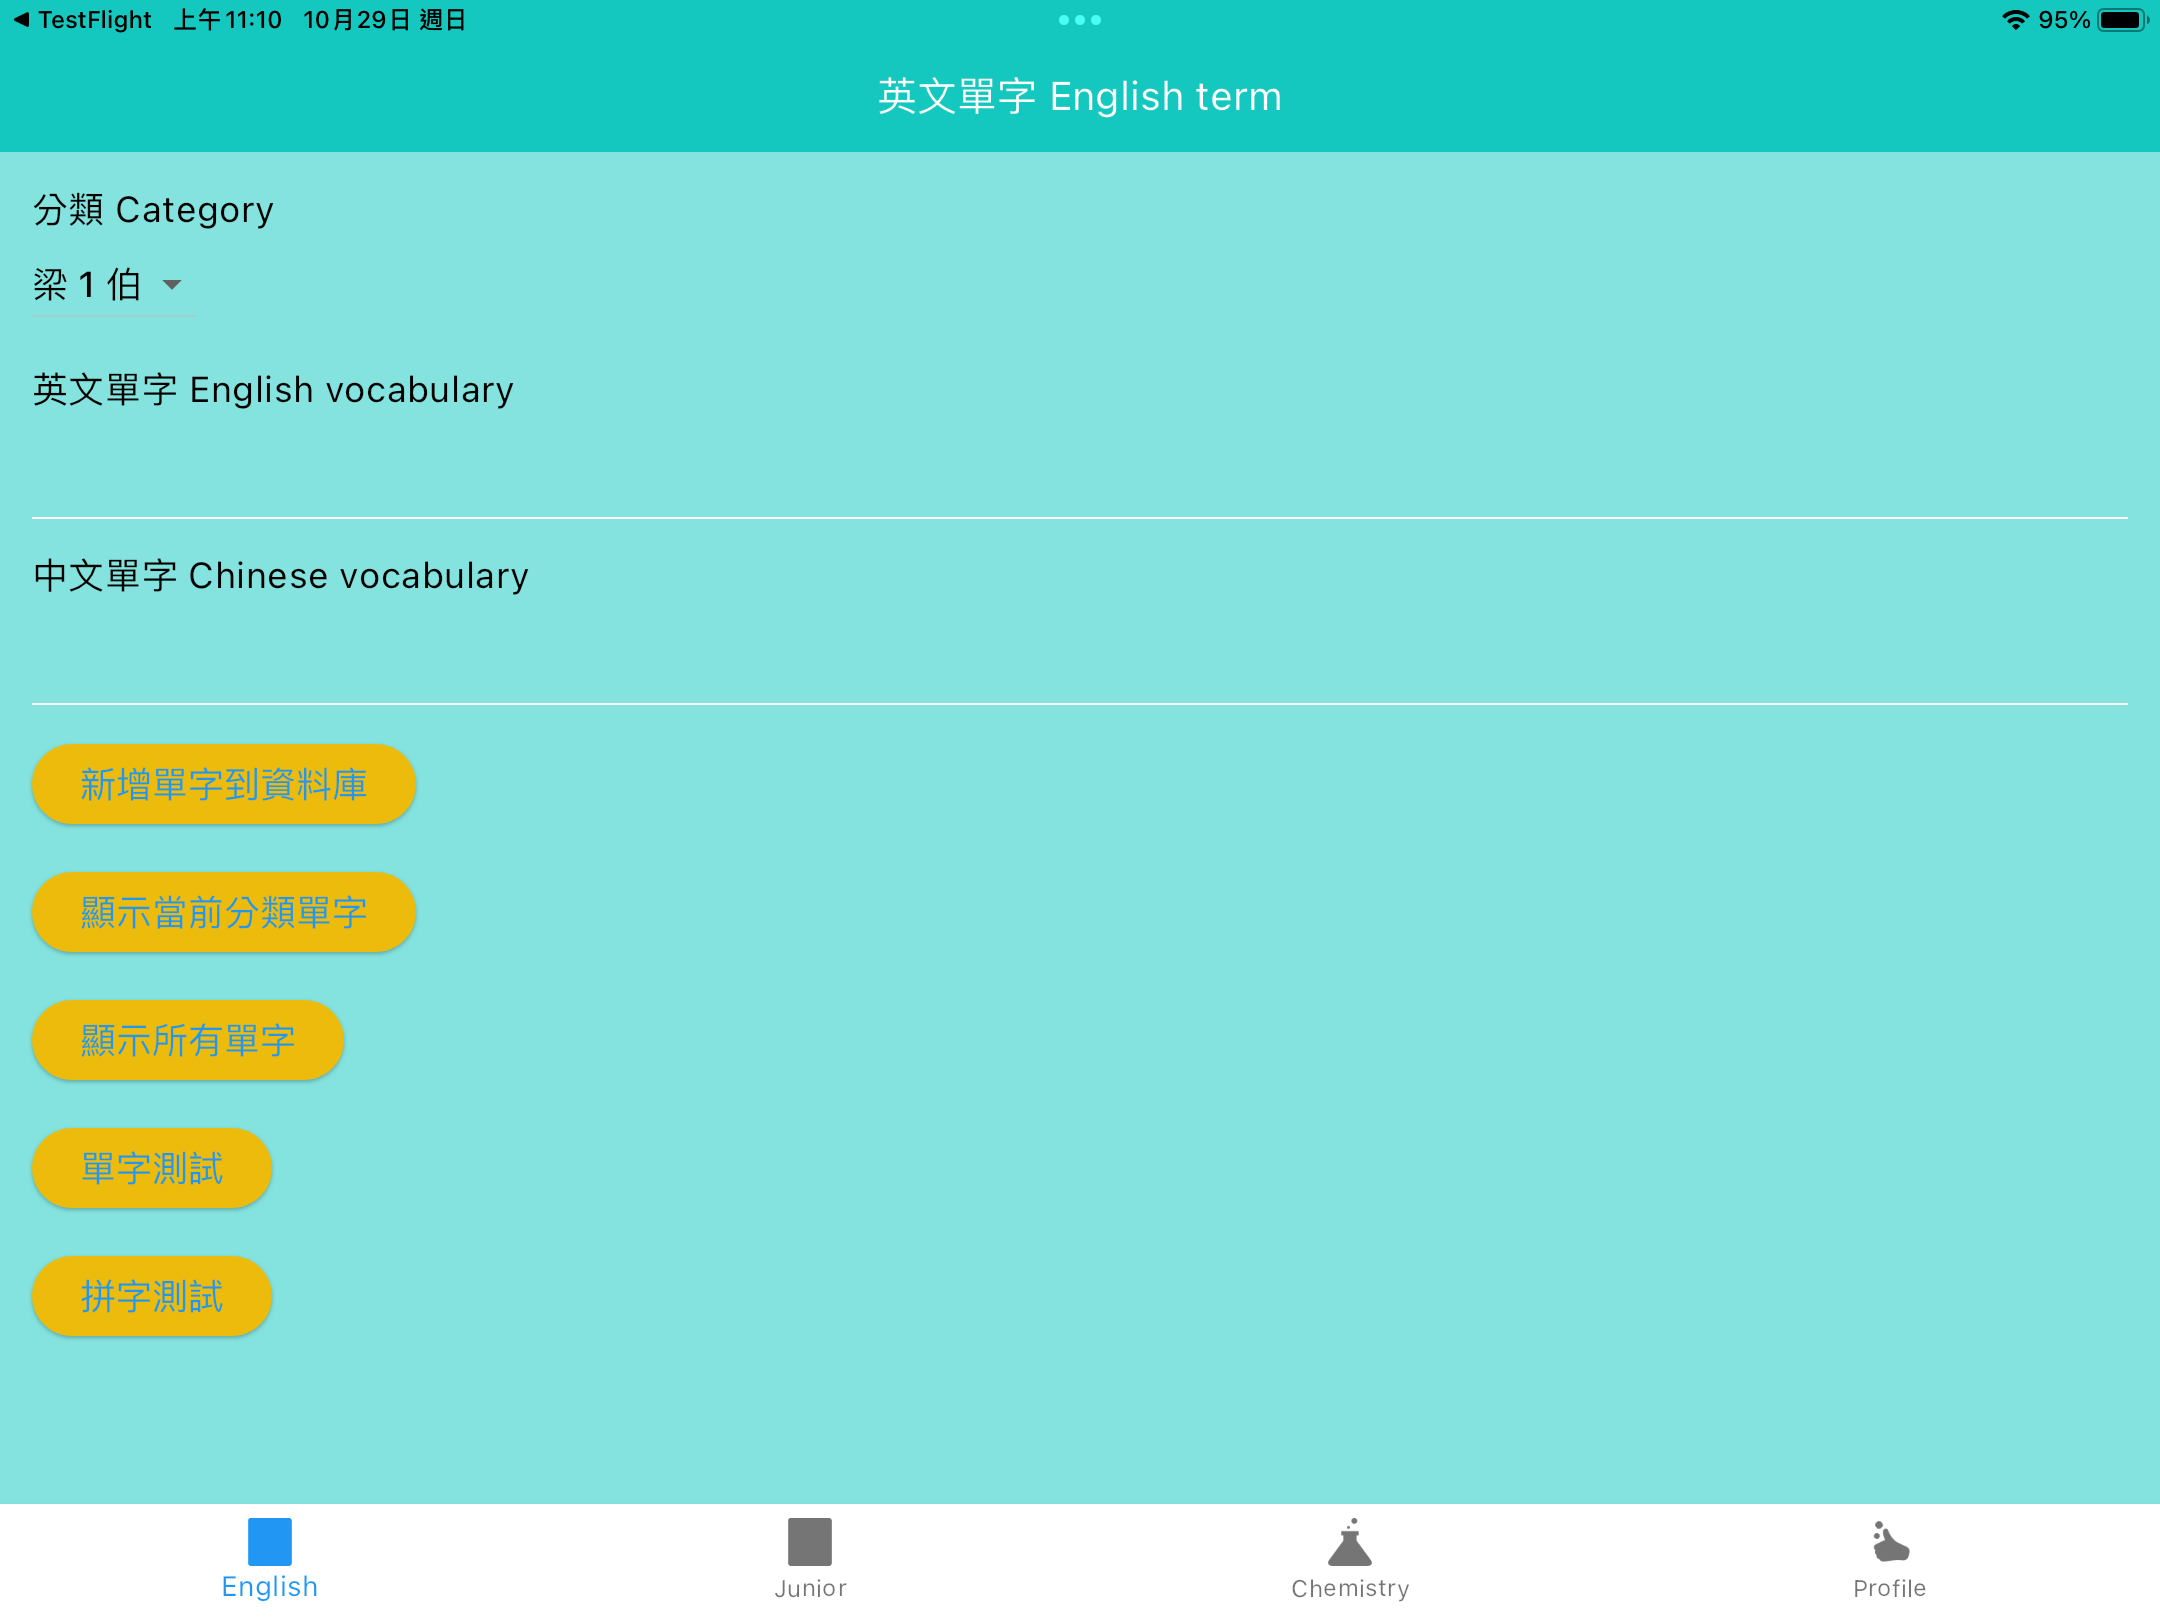 TestFlight 上午11:10 10月29日 週日 95%
英文單字 English term
分類 Category
梁 1 伯
英文單字 English vocabulary
中文單字 Chinese vocabulary
新增單字到資料庫
顯示當前分類單字
顯示所有單字
單字測試
拼字測試
English Junior Chemistry Profile